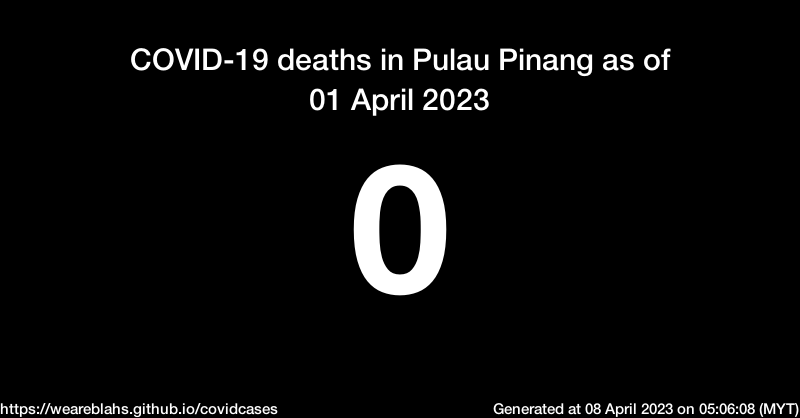 COVID-19 deaths in Pulau Pinang as of
01 April 2023
0
https://weareblahs.github.io/covidcases
Generated at 08 April 2023 on 05:06:08 (MYT)